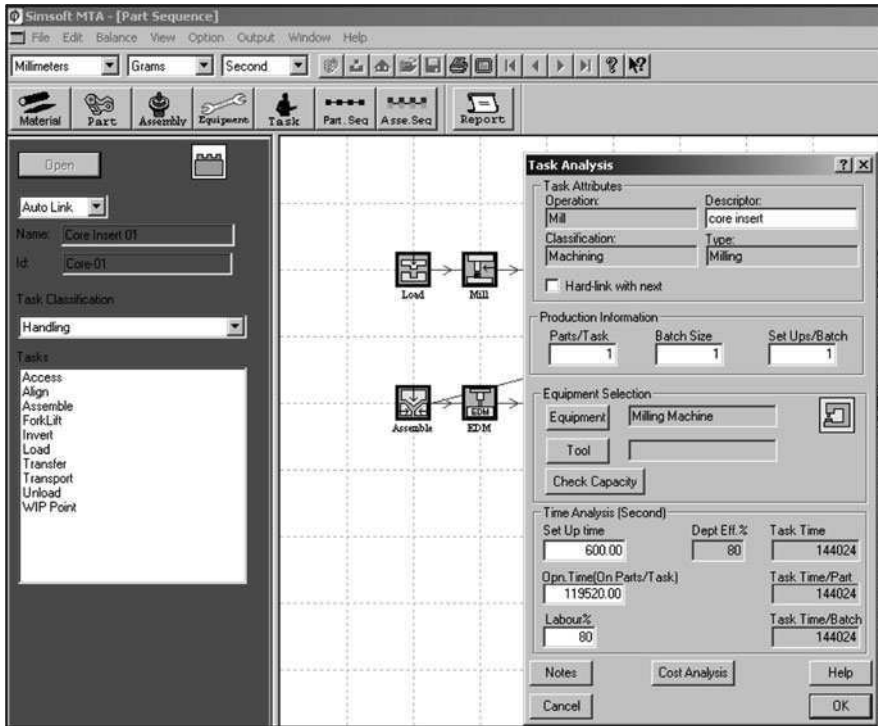 Simsoft MTA - [Part Sequence]
File Edit Balance View Option Output Window Help
Millimeters Grams Second
Material Part Assembly Equipment Task Part.Seq Asse.Seq Report
Open
Auto Link
Name: Core Insert 01
Id: Core-01
Task Classification
Handling
Tasks
Access
Align
Assemble
ForkLift
Invert
Load
Transfer
Transport
Unload
WIP Point
Load Mill
Assemble EDM
EDM
Task Analysis
Task Attributes
Operation: Descriptor:
Mill core insert
Classification: Type:
Machining Milling
Hard-link with next
Production Information
Parts/Task Batch Size Set Ups/Batch
1 1 1
Equipment Selection
Equipment Milling Machine
Tool
Check Capacity
Time Analysis (Second)
Set Up time Dept Eff.% Task Time
600.00 80 144024
Opn.Time(On Parts/Task) Task Time/Part
119520.00 144024
Labour% Task Time/Batch
80 144024
Notes Cost Analysis Help
Cancel OK